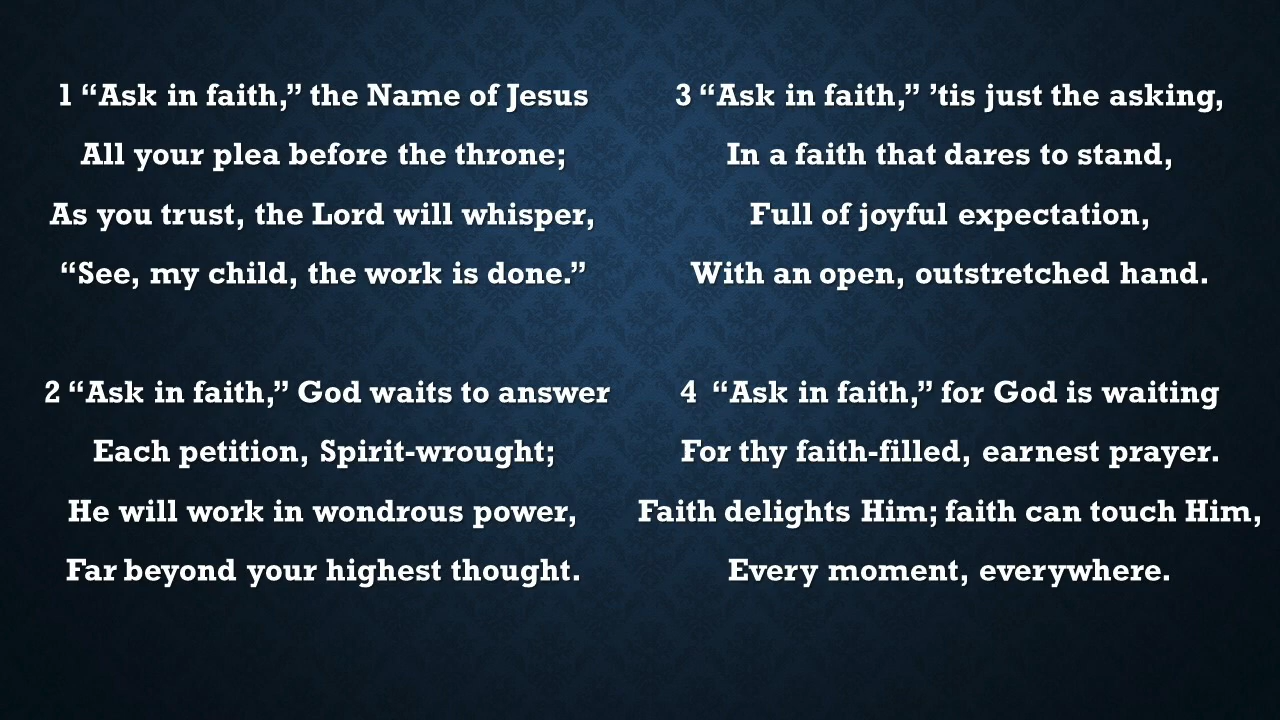 1 “Ask in faith,” the Name of Jesus
All your plea before the throne;
As you trust, the Lord will whisper,
“See, my child, the work is done.”
2 “Ask in faith,” God waits to answer
Each petition, Spirit-wrought;
He will work in wondrous power,
Far beyond your highest thought.
3 “Ask in faith,” ’tis just the asking,
In a faith that dares to stand,
Full of joyful expectation,
With an open, outstretched hand.
4 “Ask in faith,” for God is waiting
For thy faith-filled, earnest prayer.
Faith delights Him; faith can touch Him,
Every moment, everywhere.